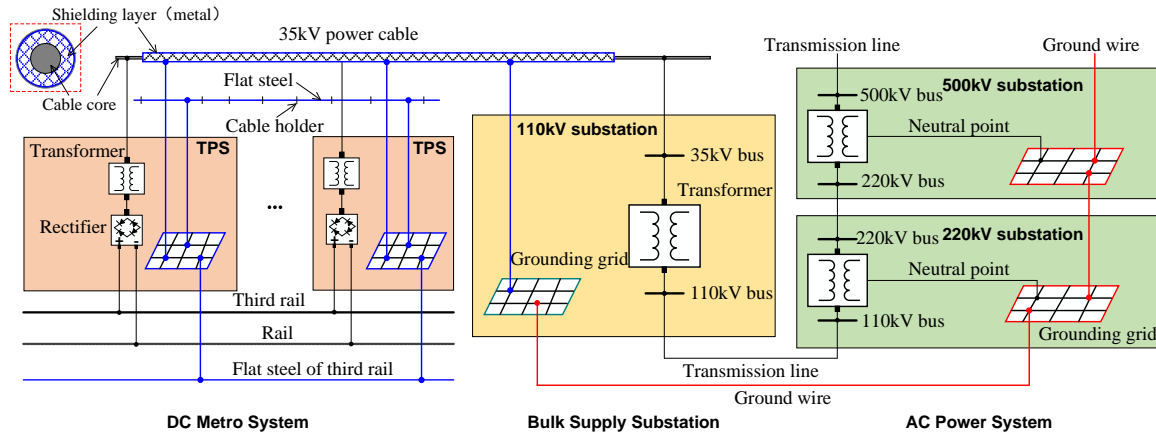 Shielding layer（metal）
35kV power cable
Cable core
Flat steel
Cable holder
TPS
Transformer
Rectifier
...
TPS
Third rail
Rail
Flat steel of third rail
DC Metro System
110kV substation
35kV bus
Transformer
Grounding grid
110kV bus
Transmission line
Ground wire
Bulk Supply Substation
Transmission line
Ground wire
500kV bus
500kV substation
Neutral point
220kV bus
220kV bus
220kV substation
Neutral point
110kV bus
Grounding grid
AC Power System